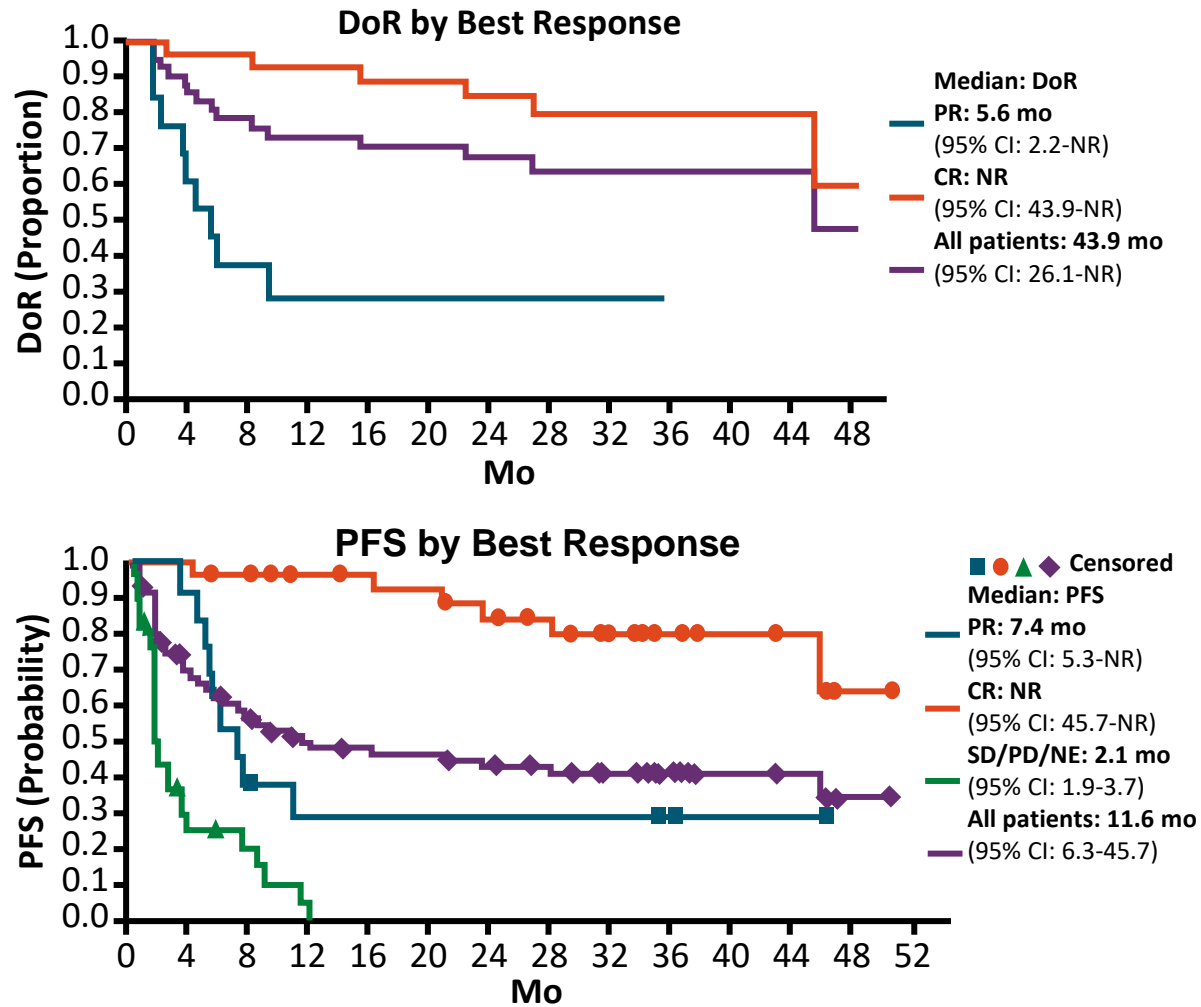 DoR by Best Response
DoR (Proportion)
1.0
0.9
0.8
0.7
0.6
0.5
0.4
0.3
0.2
0.1
0.0
0 4 8 12 16 20 24 28 32 36 40 44 48
Mo
Median: DoR
PR: 5.6 mo
(95% CI: 2.2-NR)
CR: NR
(95% CI: 43.9-NR)
All patients: 43.9 mo
(95% CI: 26.1-NR)
PFS by Best Response
PFS (Probability)
1.0
0.9
0.8
0.7
0.6
0.5
0.4
0.3
0.2
0.1
0.0
0 4 8 12 16 20 24 28 32 36 40 44 48 52
Mo
Censored
Median: PFS
PR: 7.4 mo
(95% CI: 5.3-NR)
CR: NR
(95% CI: 45.7-NR)
SD/PD/NE: 2.1 mo
(95% CI: 1.9-3.7)
All patients: 11.6 mo
(95% CI: 6.3-45.7)